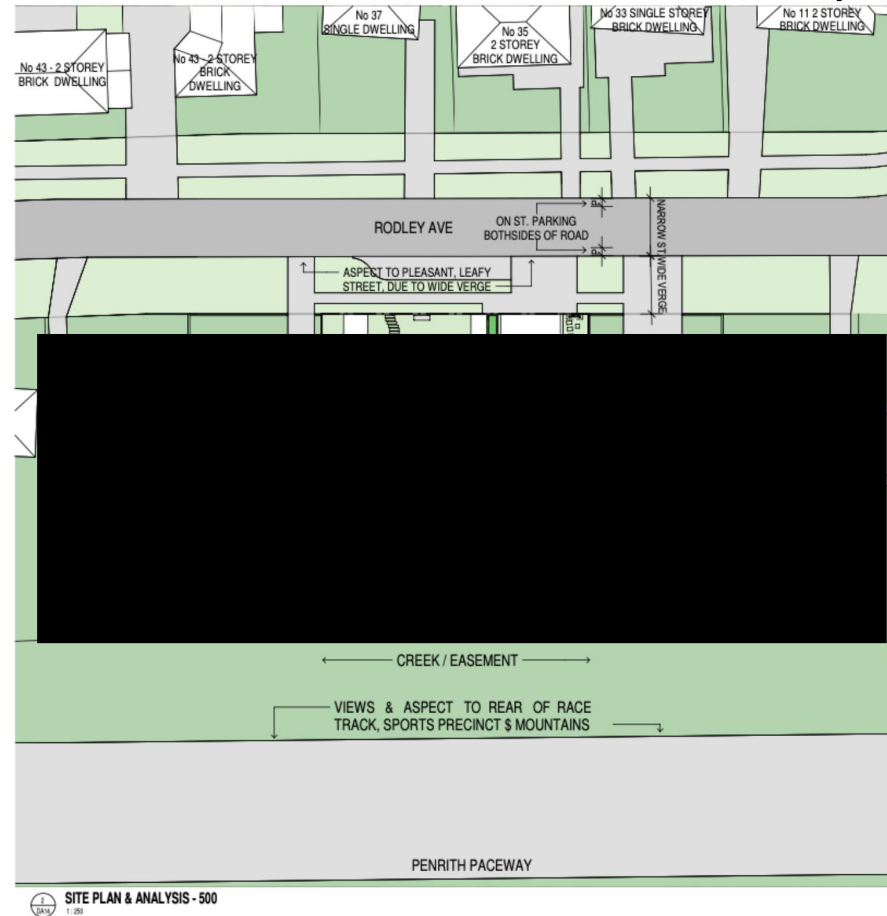 No 37
SINGLE DWELLING
No 35
2 STOREY
BRICK DWELLING
No 33 SINGLE STOREY
BRICK DWELLING
No 11 2 STOREY
BRICK DWELLING
No 43 - 2 STOREY
BRICK DWELLING
No 43 - 2 STOREY
BRICK
DWELLING
RODLEY AVE
ON ST. PARKING
BOTHSIDES OF ROAD
P
P
NARROW ST.WIDE VERGE
ASPECT TO PLEASANT, LEAFY
STREET, DUE TO WIDE VERGE
CREEK / EASEMENT
VIEWS & ASPECT TO REAR OF RACE
TRACK, SPORTS PRECINCT $ MOUNTAINS
PENRITH PACEWAY
2
DA14
SITE PLAN & ANALYSIS - 500
1 : 250